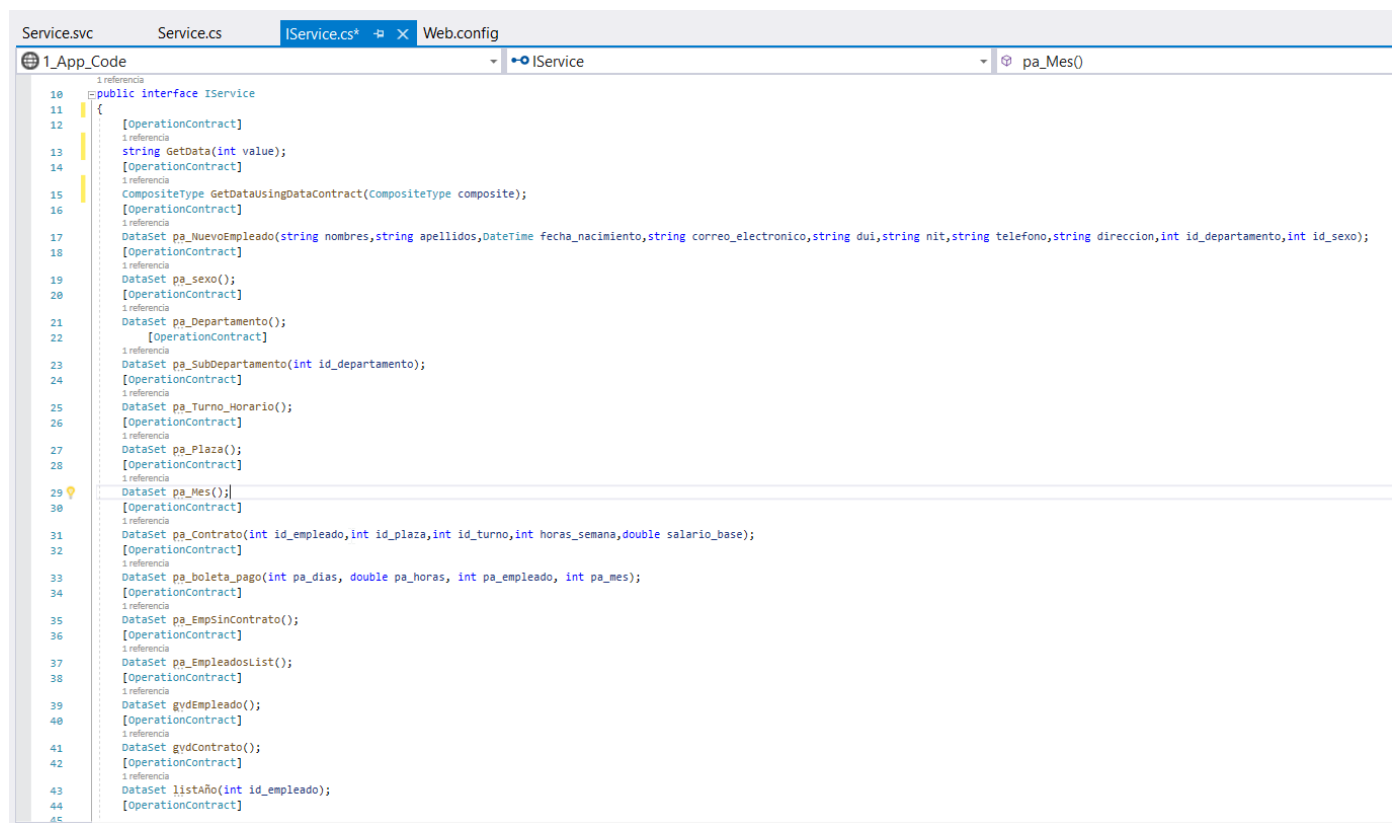 Service.svc Service.cs IService.cs* Web.config
1_App_Code IService pa_Mes()
1 referencia
10 public interface IService
11 {
12 [OperationContract]
1 referencia
13 string GetData(int value);
14 [OperationContract]
1 referencia
15 CompositeType GetDataUsingDataContract(CompositeType composite);
16 [OperationContract]
1 referencia
17 DataSet pa_NuevoEmpleado(string nombres,string apellidos,DateTime fecha_nacimiento,string correo_electronico,string dui,string nit,string telefono,string direccion,int id_departamento,int id_sexo);
18 [OperationContract]
1 referencia
19 DataSet pa_sexo();
20 [OperationContract]
1 referencia
21 DataSet pa_Departamento();
22 [OperationContract]
1 referencia
23 DataSet pa_SubDepartamento(int id_departamento);
24 [OperationContract]
1 referencia
25 DataSet pa_Turno_Horario();
26 [OperationContract]
1 referencia
27 DataSet pa_Plaza();
28 [OperationContract]
1 referencia
29 DataSet pa_Mes();
30 [OperationContract]
1 referencia
31 DataSet pa_Contrato(int id_empleado,int id_plaza,int id_turno,int horas_semana,double salario_base);
32 [OperationContract]
1 referencia
33 DataSet pa_boleta_pago(int pa_dias, double pa_horas, int pa_empleado, int pa_mes);
34 [OperationContract]
1 referencia
35 DataSet pa_EmpSinContrato();
36 [OperationContract]
1 referencia
37 DataSet pa_EmpleadosList();
38 [OperationContract]
1 referencia
39 DataSet gvdEmpleado();
40 [OperationContract]
1 referencia
41 DataSet gvdContrato();
42 [OperationContract]
1 referencia
43 DataSet listAño(int id_empleado);
44 [OperationContract]
45